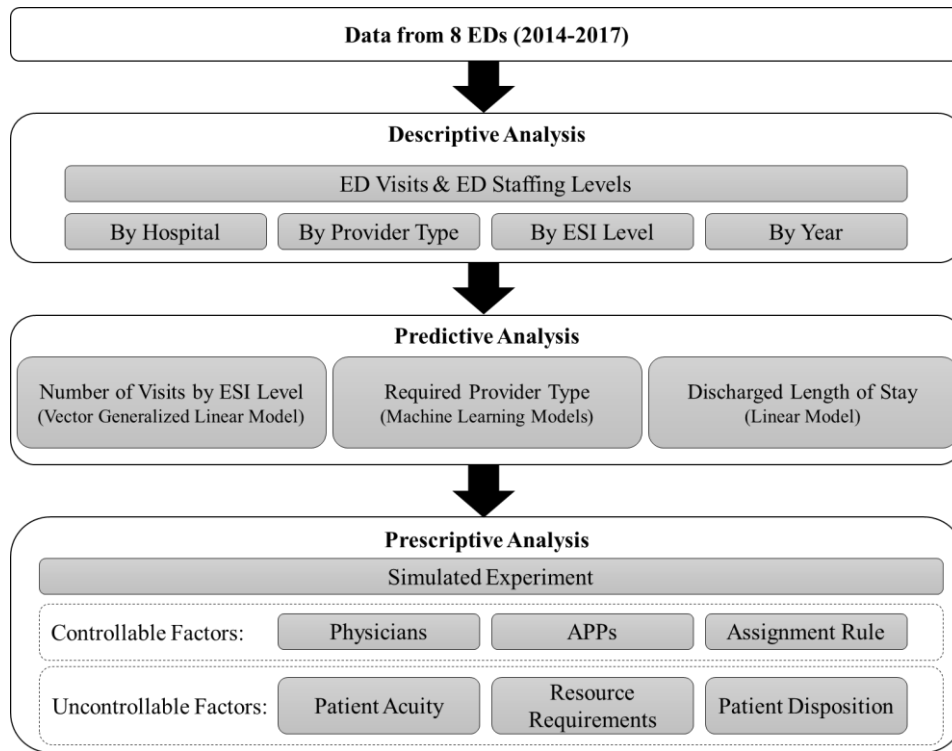 Data from 8 EDs (2014-2017)
Descriptive Analysis
ED Visits & ED Staffing Levels
By Hospital
By Provider Type
By ESI Level
By Year
Predictive Analysis
Number of Visits by ESI Level
(Vector Generalized Linear Model)
Required Provider Type
(Machine Learning Models)
Discharged Length of Stay
(Linear Model)
Prescriptive Analysis
Simulated Experiment
Controllable Factors:
Physicians
APPs
Assignment Rule
Uncontrollable Factors:
Patient Acuity
Resource
Requirements
Patient Disposition